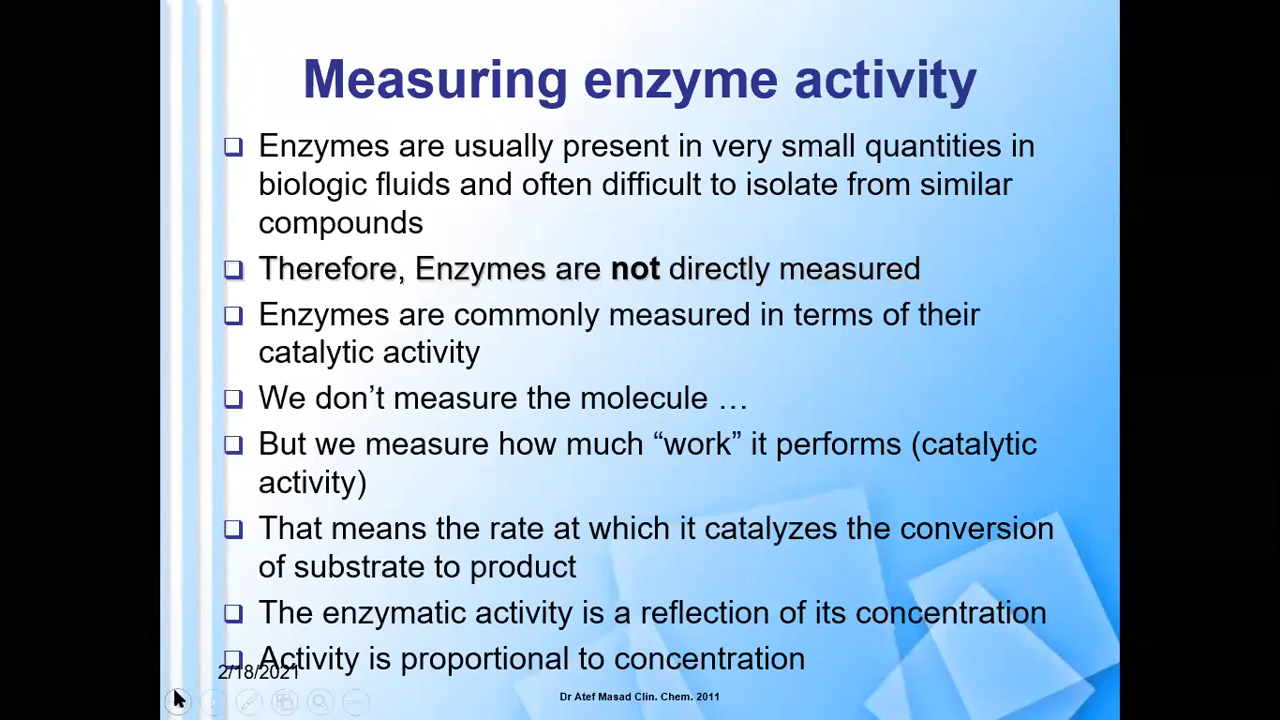 Measuring enzyme activity
❑ Enzymes are usually present in very small quantities in
biologic fluids and often difficult to isolate from similar
compounds
❑ Therefore, Enzymes are not directly measured
❑ Enzymes are commonly measured in terms of their
catalytic activity
❑ We don’t measure the molecule …
❑ But we measure how much “work” it performs (catalytic
activity)
❑ That means the rate at which it catalyzes the conversion
of substrate to product
❑ The enzymatic activity is a reflection of its concentration
❑ Activity is proportional to concentration
2/18/2021
Dr Atef Masad Clin. Chem. 2011